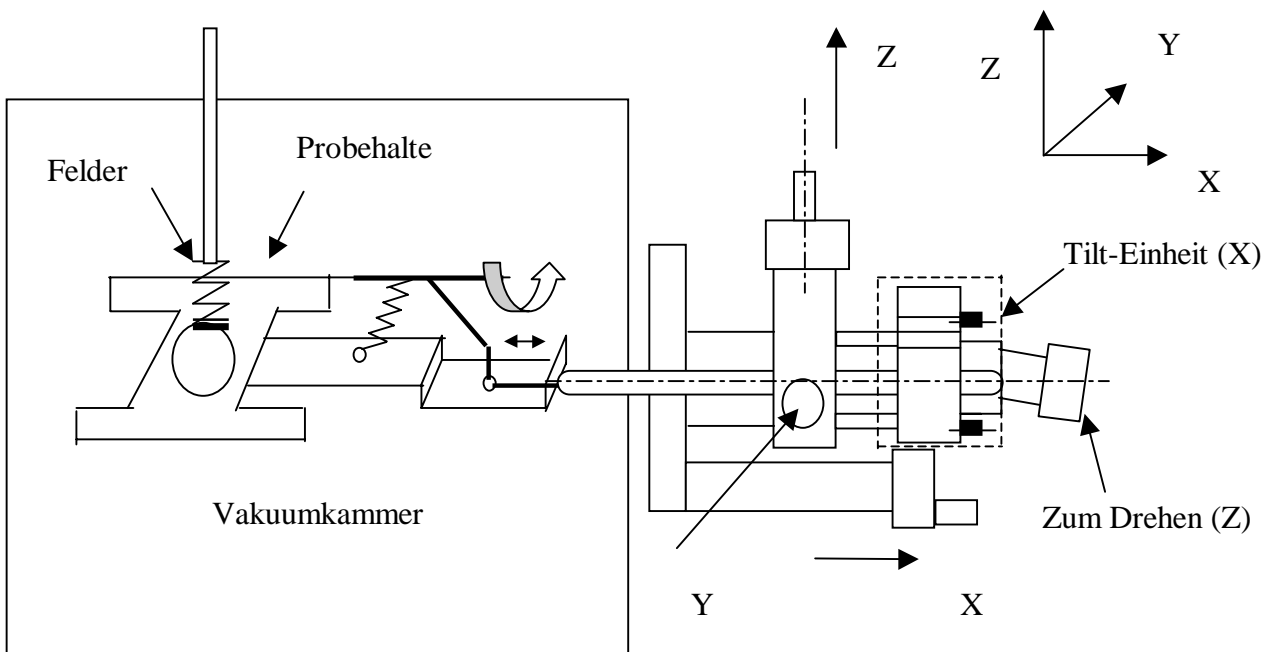 Z
Z
Y
X
Probehalte
Felder
Tilt-Einheit (X)
Vakuumkammer
Zum Drehen (Z)
Y
X